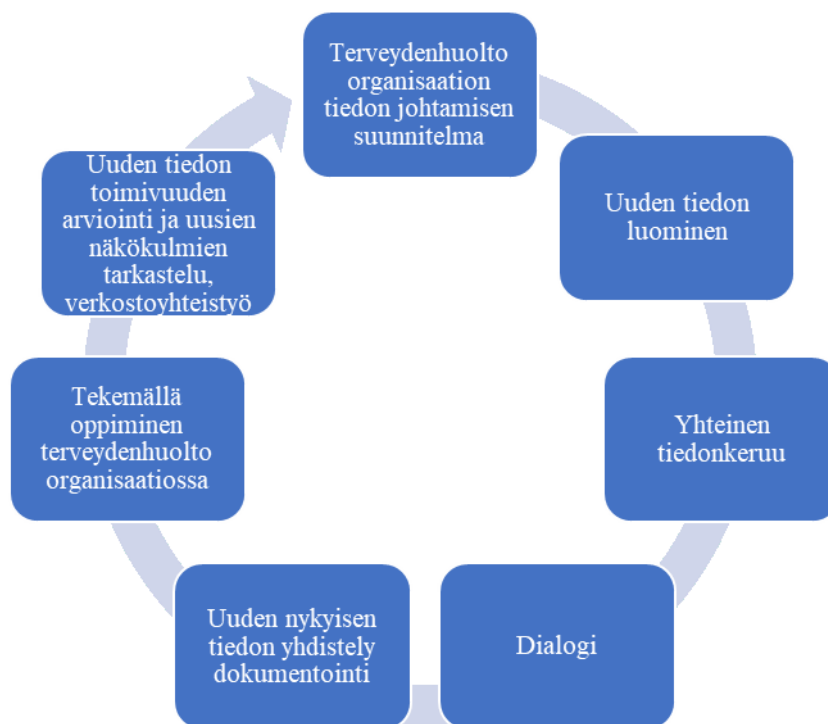 Terveydenhuolto
organisaation
tiedon johtamisen
suunnitelma
Uuden tiedon
luominen
Yhteinen
tiedonkeruu
Dialogi
Uuden nykyisen
tiedon yhdistely
dokumentointi
Tekemällä
oppiminen
terveydenhuolto
organisaatiossa
Uuden tiedon
toimivuuden
arviointi ja uusien
näkökulmien
tarkastelu,
verkostoyhteistyö